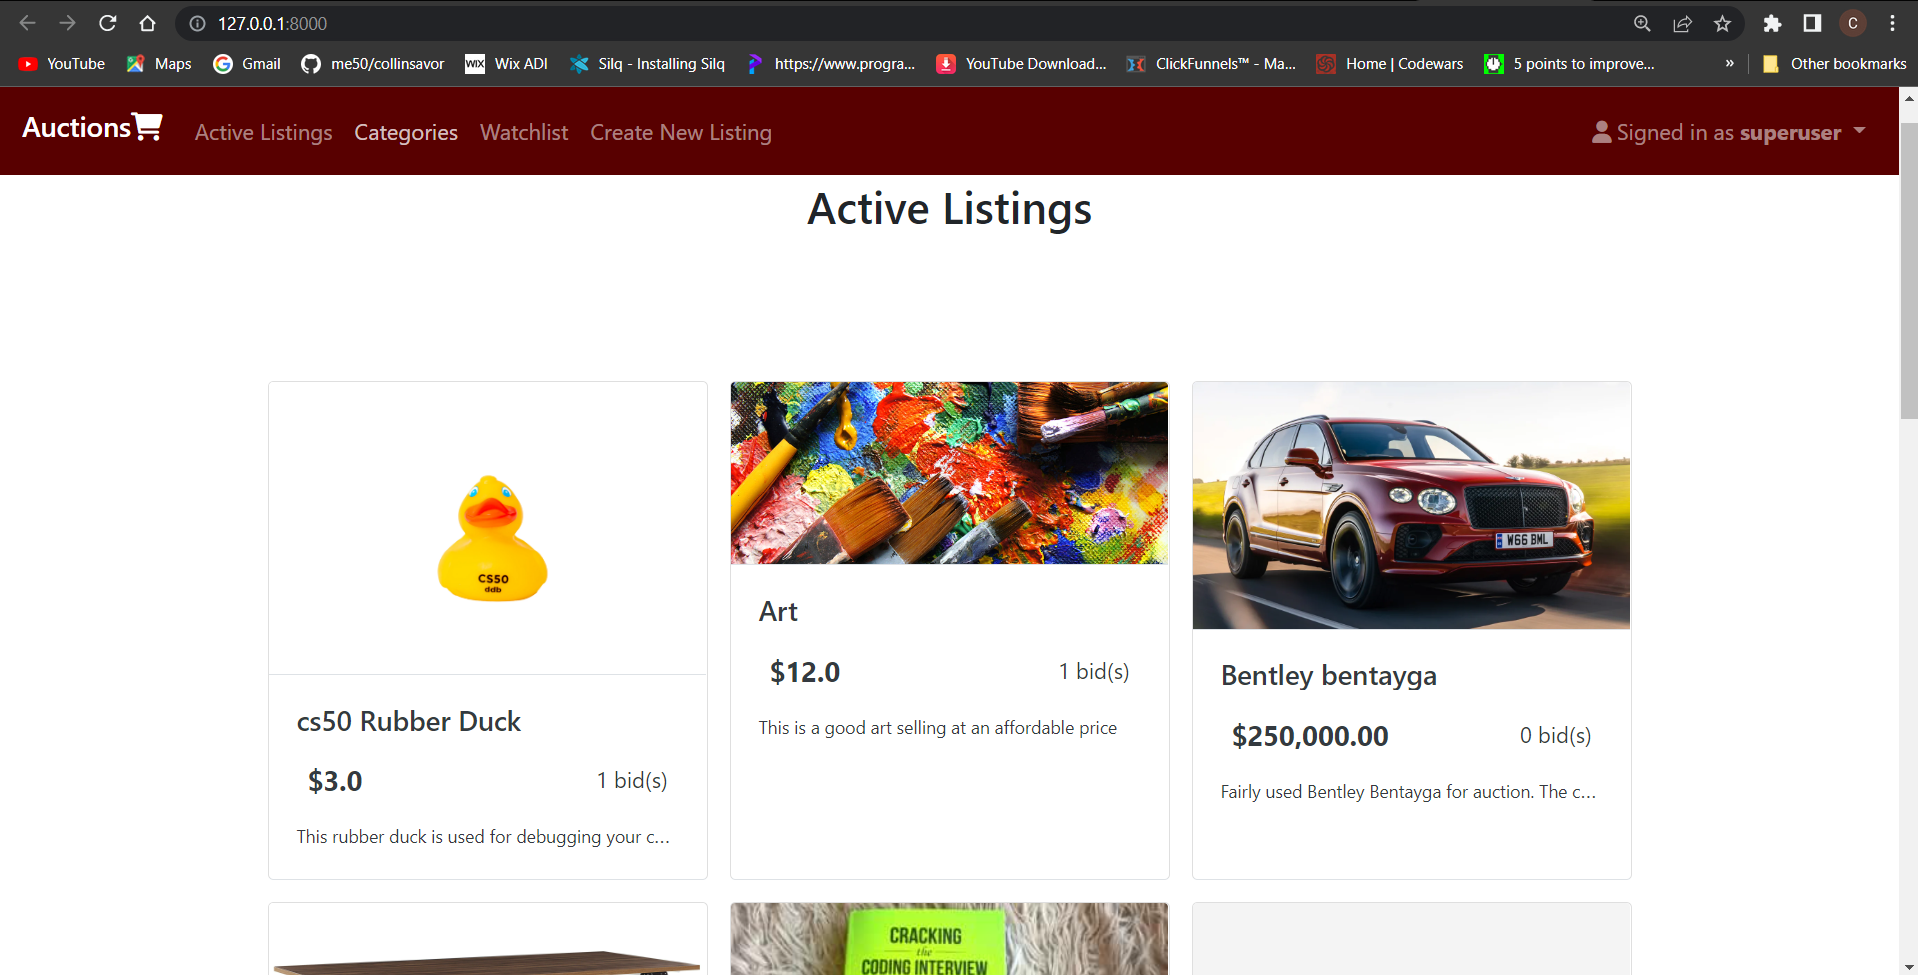 127.0.0.1:8000
YouTube Maps Gmail me50/collinsavor WIX Wix ADI Silq - Installing Silq https://www.progra... YouTube Download... ClickFunnels™ - Ma... Home | Codewars 5 points to improve... » Other bookmarks
C
Auctions Active Listings Categories Watchlist Create New Listing Signed in as superuser
Active Listings
CS50
ddb
cs50 Rubber Duck
$3.0 1 bid(s)
This rubber duck is used for debugging your c...
Art
$12.0 1 bid(s)
This is a good art selling at an affordable price
W66 BML
Bentley bentayga
$250,000.00 0 bid(s)
Fairly used Bentley Bentayga for auction. The c...
CRACKING
the
CODING INTERVIEW